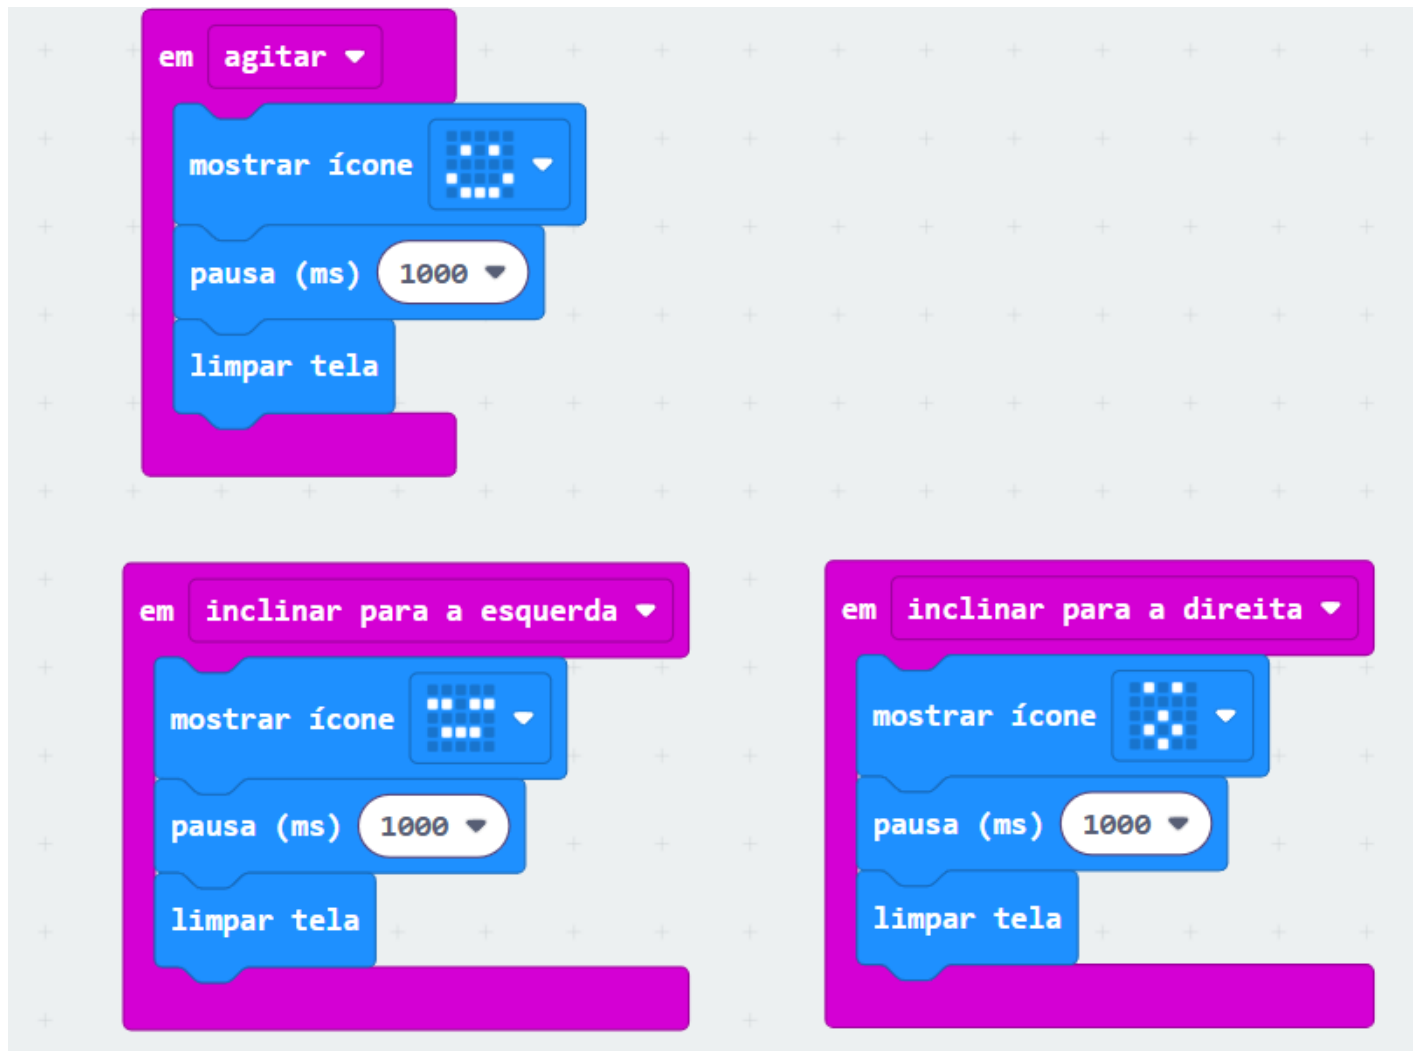 em agitar
mostrar ícone
pausa (ms) 1000
limpar tela
em inclinar para a esquerda
mostrar ícone
pausa (ms) 1000
limpar tela
em inclinar para a direita
mostrar ícone
pausa (ms) 1000
limpar tela